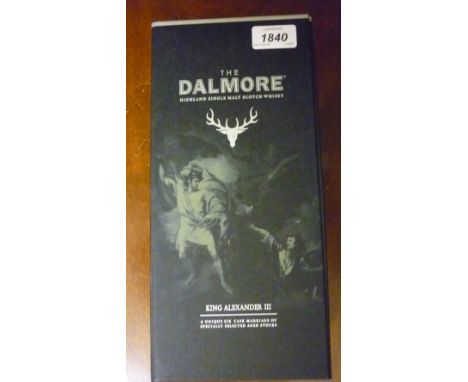 1840
THE
DALMORE™
HIGHLAND SINGLE MALT SCOTCH WHISKY
KING ALEXANDER III
A UNIQUE SIX CASK MARRIAGE OF
SPECIALLY SELECTED AGED STOCKS